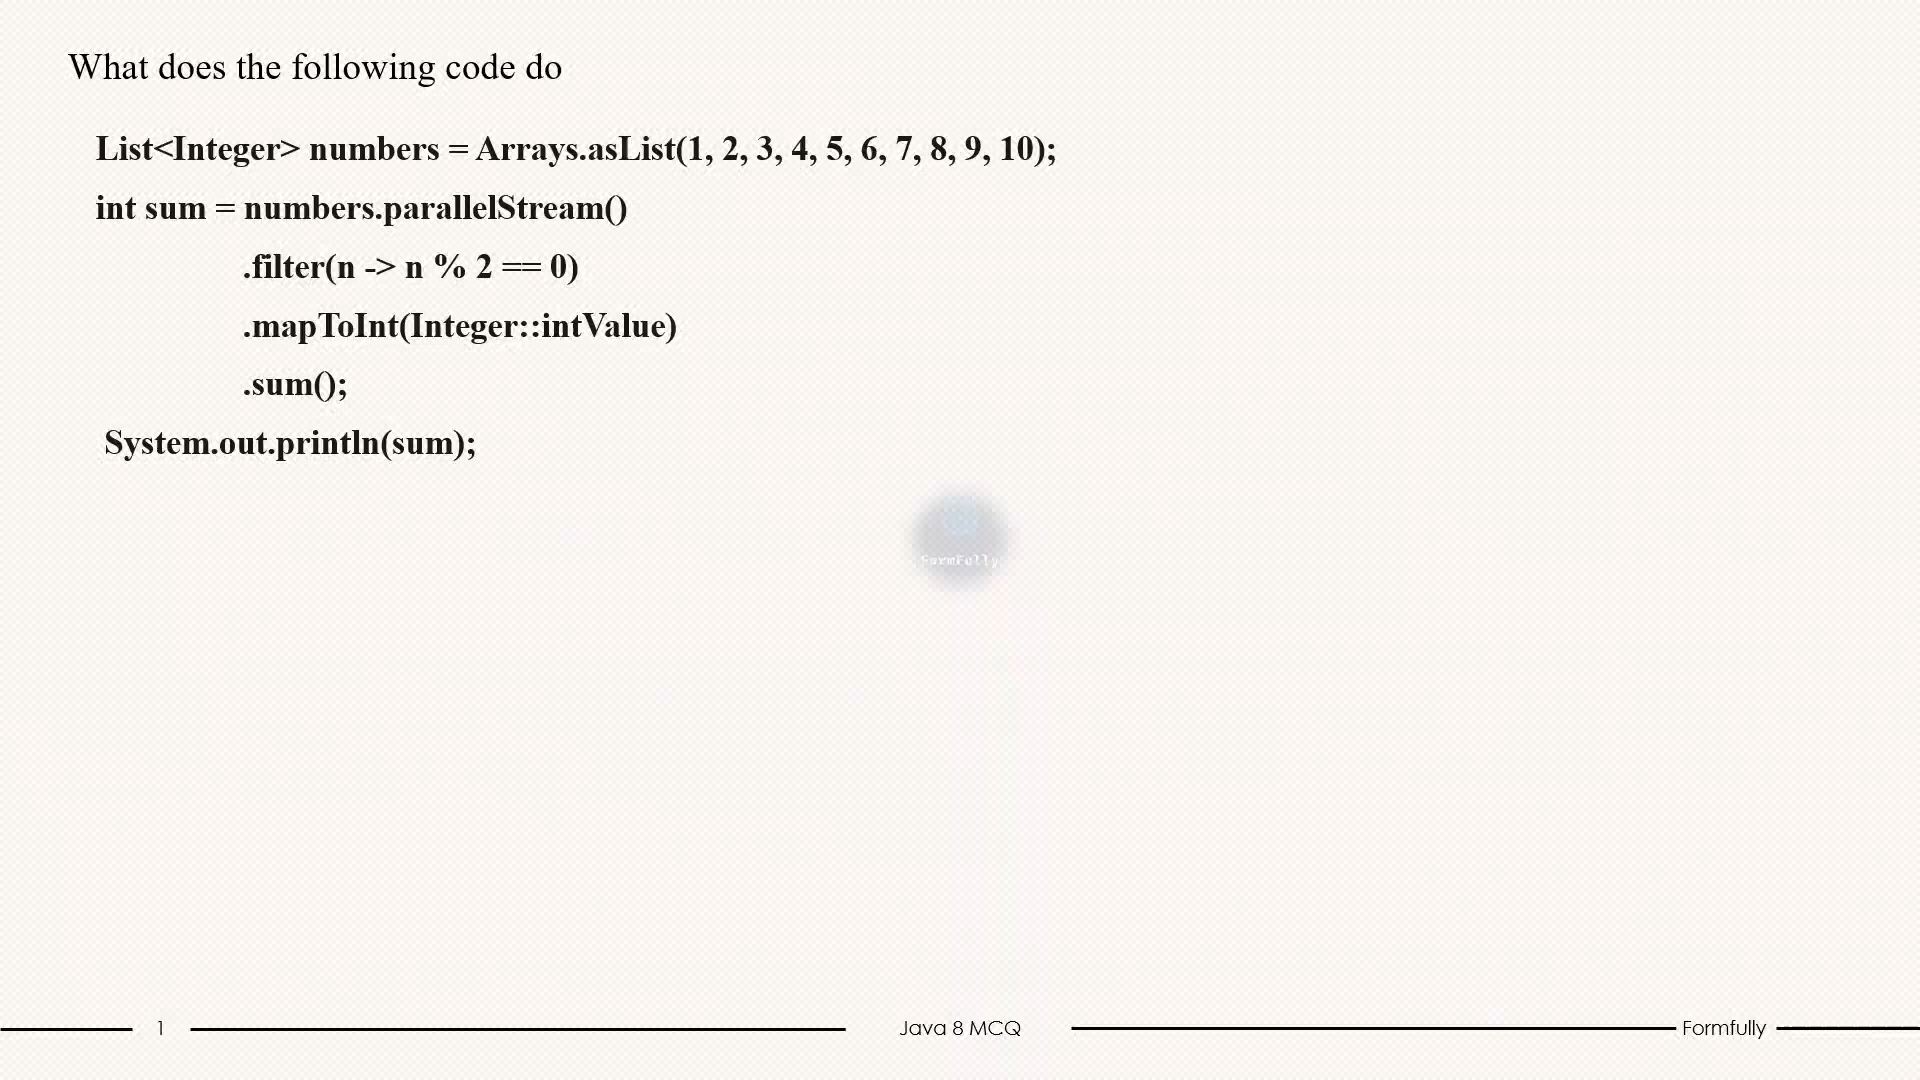 What does the following code do
List<Integer> numbers = Arrays.asList(1, 2, 3, 4, 5, 6, 7, 8, 9, 10);
int sum = numbers.parallelStream()
.filter(n -> n % 2 == 0)
.mapToInt(Integer::intValue)
.sum();
System.out.println(sum);
FormFully
1
Java 8 MCQ
Formfully